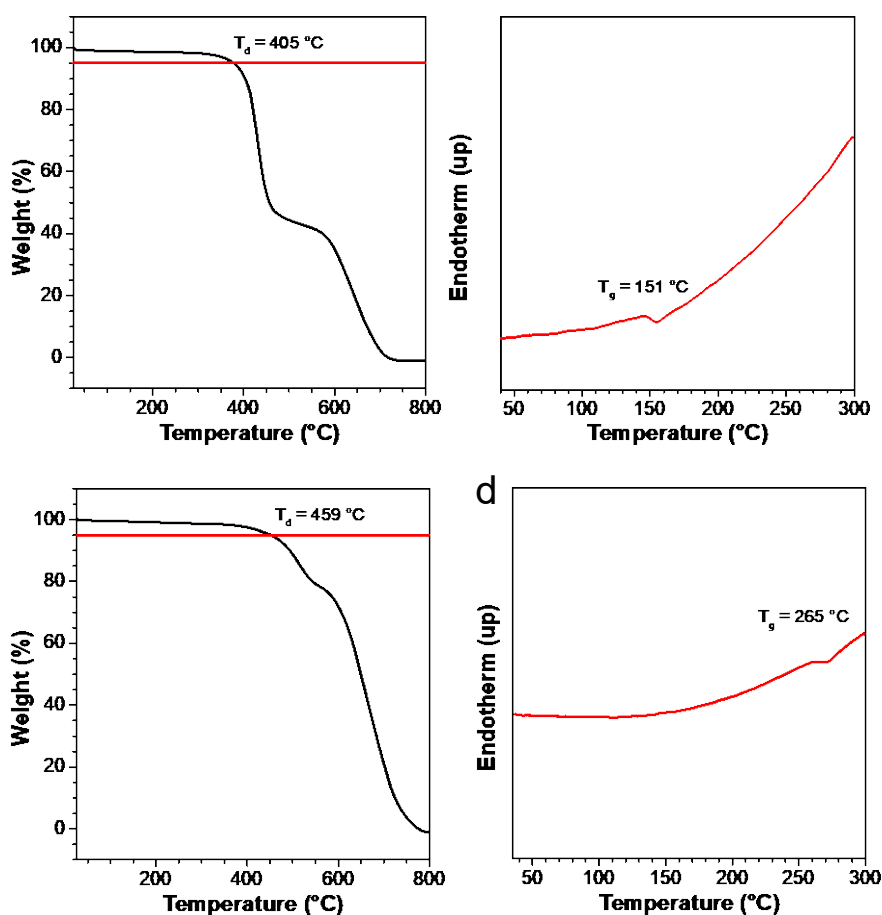 T_d = 405 °C
100
80
60
40
20
0
Weight (%)
200
400
600
800
Temperature (°C)
Endotherm (up)
T_g = 151 °C
50
100
150
200
250
300
Temperature (°C)
T_d = 459 °C
100
80
60
40
20
0
Weight (%)
200
400
600
800
Temperature (°C)
d
Endotherm (up)
T_g = 265 °C
50
100
150
200
250
300
Temperature (°C)